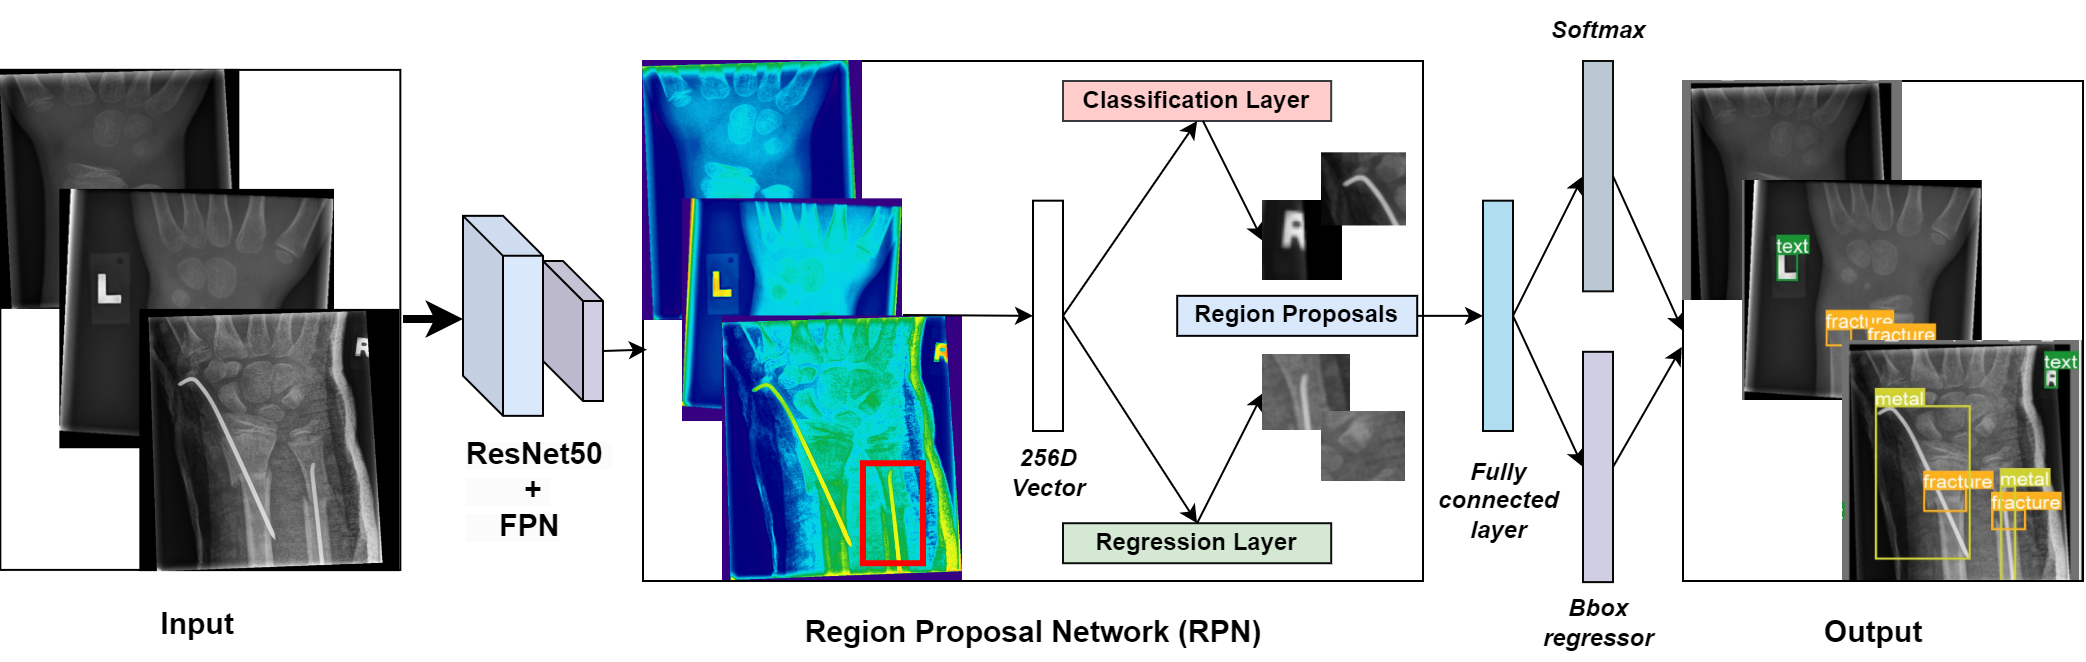 Softmax
Classification Layer
L
R
L
R
R
Region Proposals
256D
Vector
ResNet50
+
FPN
Regression Layer
Fully
connected
layer
text
L
fracture
fracture
text
R
metal
fracture
metal
fracture
Input
Region Proposal Network (RPN)
Bbox
regressor
Output